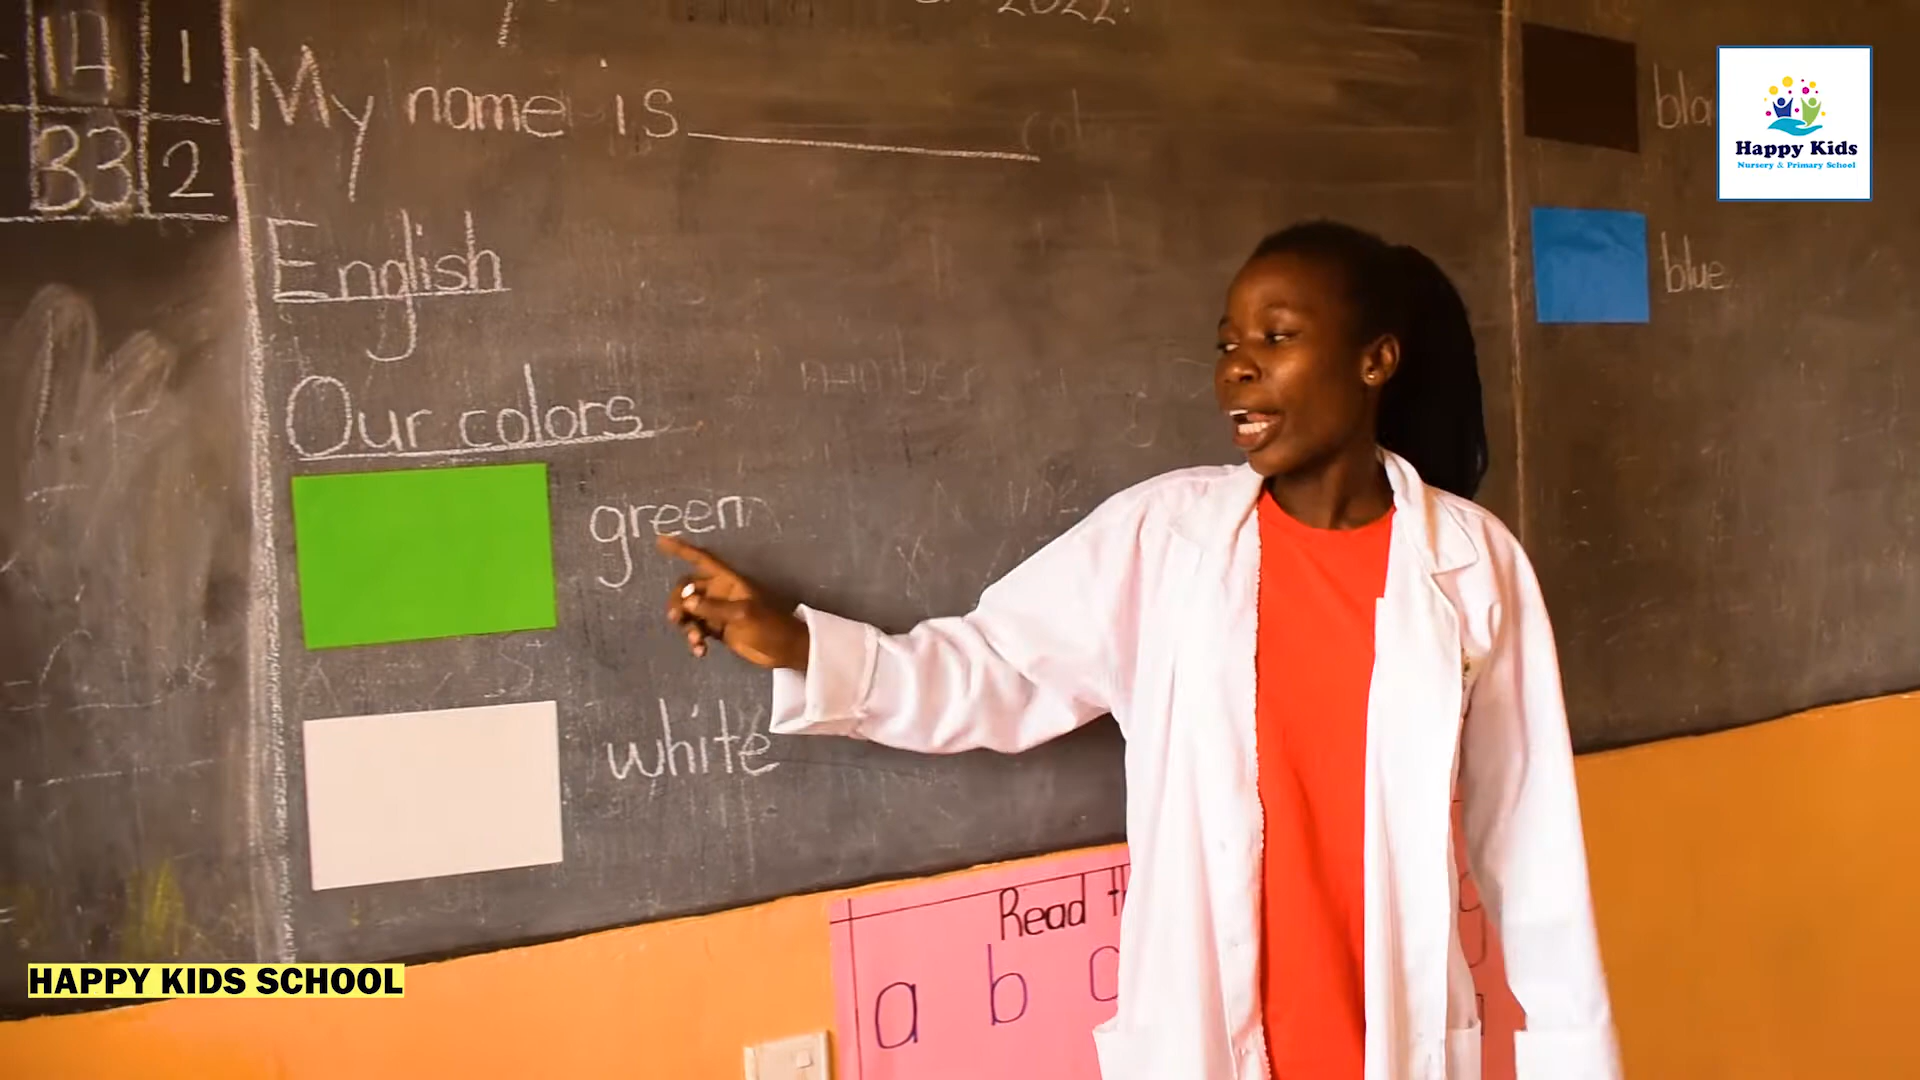 2022.
14 1
33 2
My name is
English
Our colors
green
white
blue
Happy Kids
Nursery & Primary School
Read
a b c
HAPPY KIDS SCHOOL